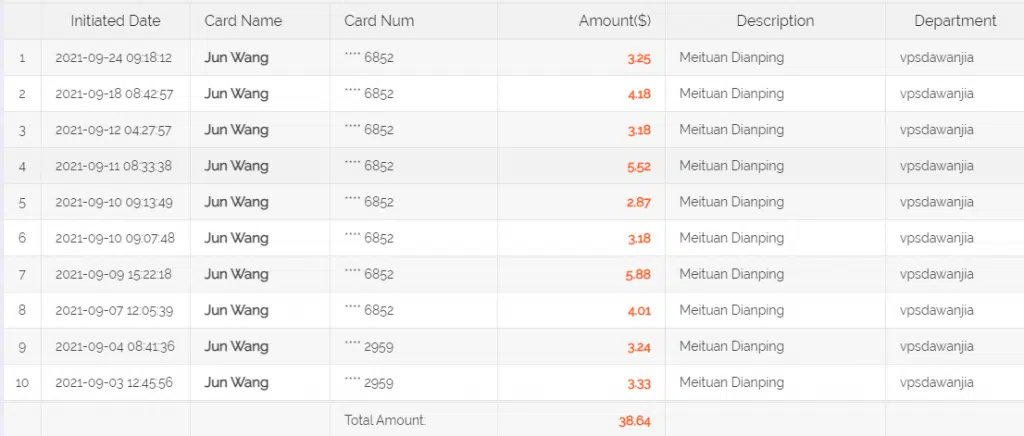 Initiated Date Card Name Card Num Amount($) Description Department
1 2021-09-24 09:18:12 Jun Wang **** 6852 3.25 Meituan Dianping vpsdawanjia
2 2021-09-18 08:42:57 Jun Wang **** 6852 4.18 Meituan Dianping vpsdawanjia
3 2021-09-12 04:27:57 Jun Wang **** 6852 3.18 Meituan Dianping vpsdawanjia
4 2021-09-11 08:33:38 Jun Wang **** 6852 5.52 Meituan Dianping vpsdawanjia
5 2021-09-10 09:13:49 Jun Wang **** 6852 2.87 Meituan Dianping vpsdawanjia
6 2021-09-10 09:07:48 Jun Wang **** 6852 3.18 Meituan Dianping vpsdawanjia
7 2021-09-09 15:22:18 Jun Wang **** 6852 5.88 Meituan Dianping vpsdawanjia
8 2021-09-07 12:05:39 Jun Wang **** 6852 4.01 Meituan Dianping vpsdawanjia
9 2021-09-04 08:41:36 Jun Wang **** 2959 3.24 Meituan Dianping vpsdawanjia
10 2021-09-03 12:45:56 Jun Wang **** 2959 3.33 Meituan Dianping vpsdawanjia
Total Amount: 38.64